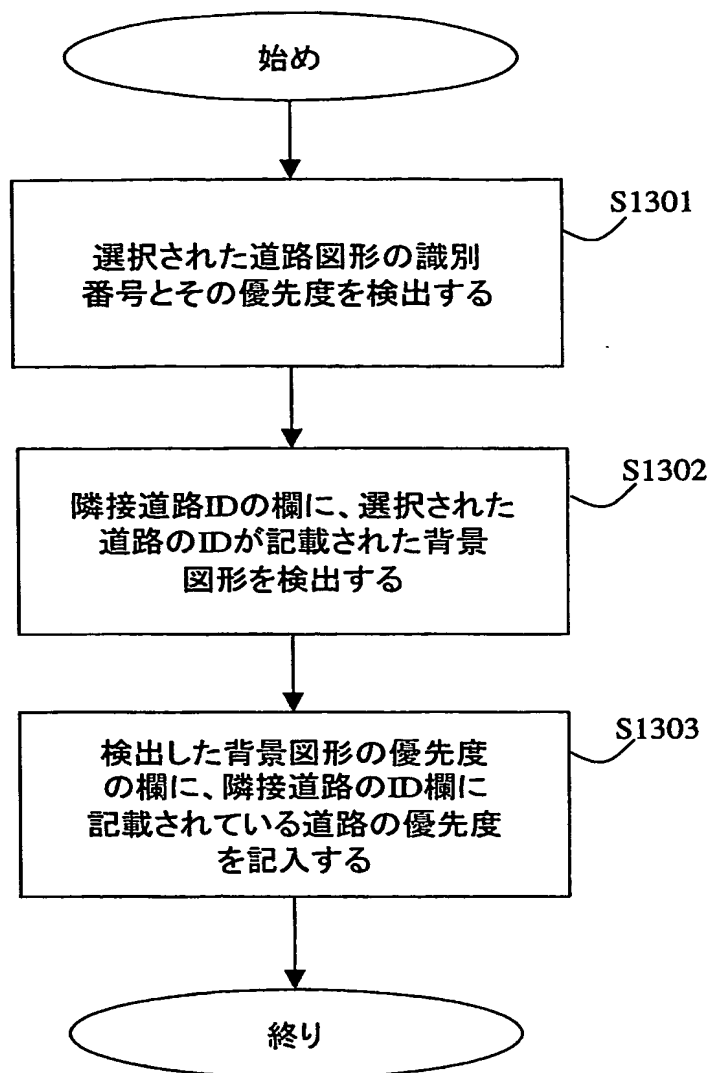 始め
S1301
選択された道路図形の識別
番号とその優先度を検出する
S1302
隣接道路IDの欄に、選択された
道路のIDが記載された背景
図形を検出する
S1303
検出した背景図形の優先度
の欄に、隣接道路のID欄に
記載されている道路の優先度
を記入する
終り